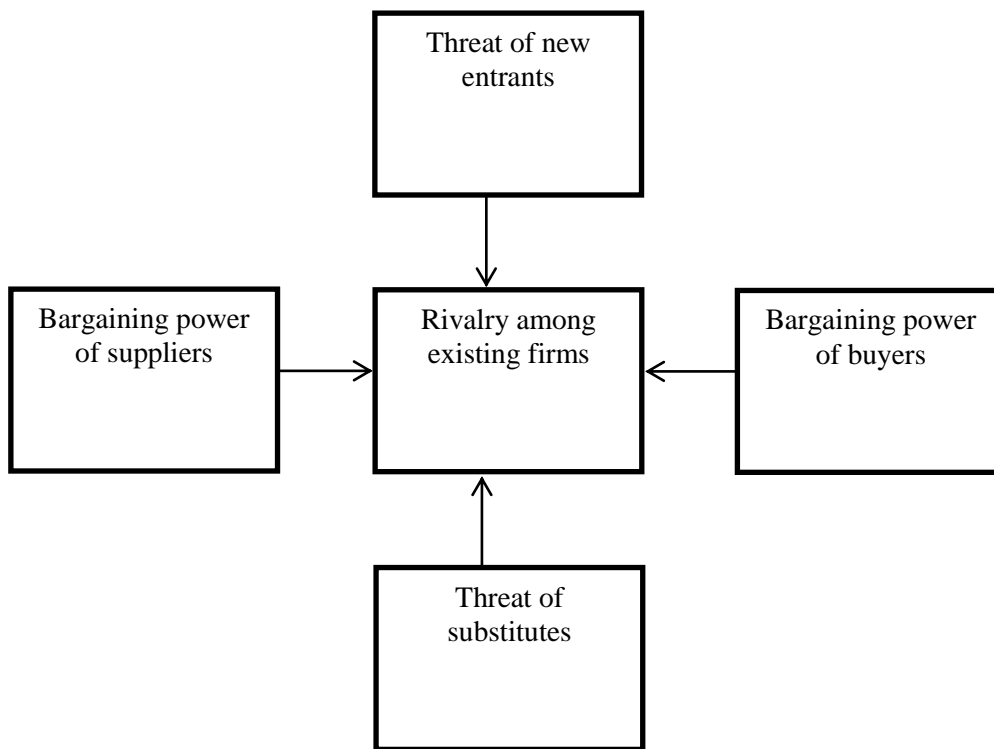 Threat of new
entrants
Bargaining power
of suppliers
Rivalry among
existing firms
Bargaining power
of buyers
Threat of
substitutes